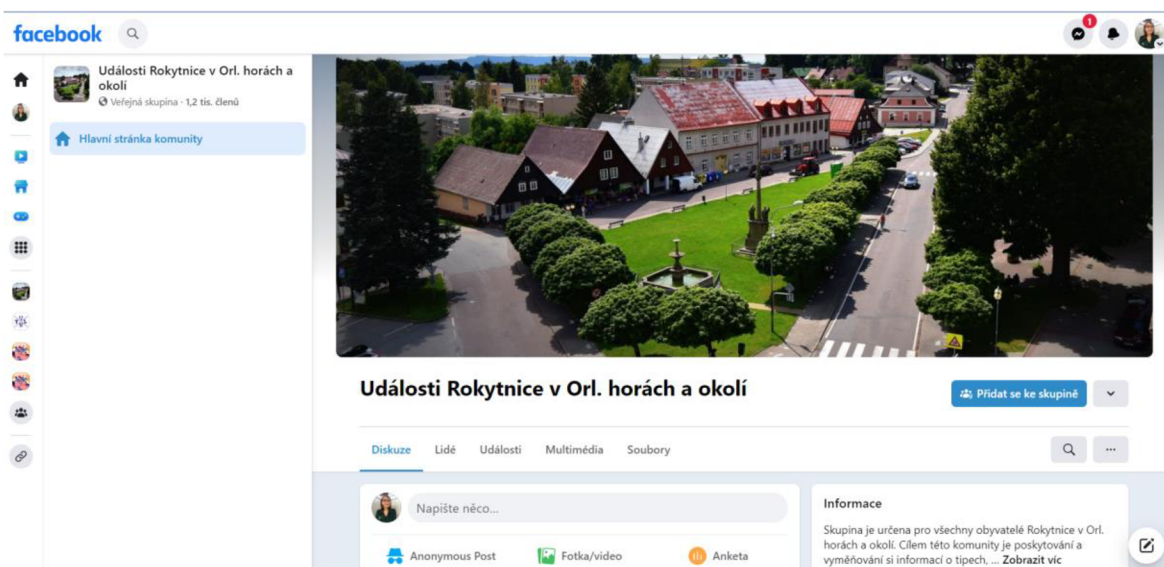 facebook
1
Události Rokytnice v Orl. horách a
okolí
Veřejná skupina · 1,2 tis. členů
Hlavní stránka komunity
Události Rokytnice v Orl. horách a okolí
Přidat se ke skupině
Diskuze Lidé Události Multimédia Soubory
Napište něco...
Anonymous Post Fotka/video Anketa
Informace
Skupina je určena pro všechny obyvatelé Rokytnice v Orl.
horách a okolí. Cílem této komunity je poskytování a
vyměňování si informací o tipech, ... Zobrazit víc